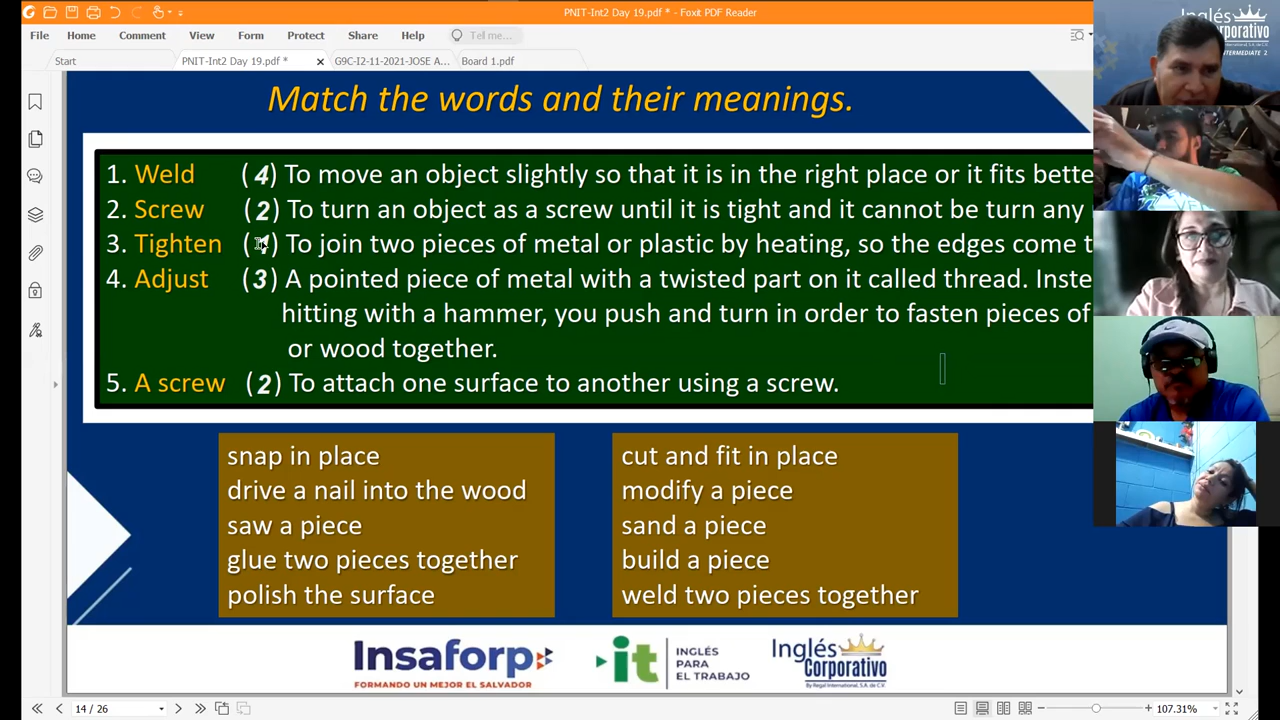 PNIT-Int2 Day 19.pdf * - Foxit PDF Reader
File Home Comment View Form Protect Share Help Tell me...
Start PNIT-Int2 Day 19.pdf * G9C-I2-11-2021-JOSE A... Board 1.pdf
Inglés
Corporativo
INTERMEDIATE 2
Match the words and their meanings.
1. Weld (4) To move an object slightly so that it is in the right place or it fits bette
2. Screw (2) To turn an object as a screw until it is tight and it cannot be turn any
3. Tighten ( ) To join two pieces of metal or plastic by heating, so the edges come t
4. Adjust (3) A pointed piece of metal with a twisted part on it called thread. Inste
hitting with a hammer, you push and turn in order to fasten pieces of
or wood together.
5. A screw (2) To attach one surface to another using a screw.
snap in place
drive a nail into the wood
saw a piece
glue two pieces together
polish the surface
cut and fit in place
modify a piece
sand a piece
build a piece
weld two pieces together
Insaforp
FORMANDO UN MEJOR EL SALVADOR
it INGLÉS
PARA
EL TRABAJO
Inglés
Corporativo
By Regal International, S.A. de C.V.
14 / 26
107.31%